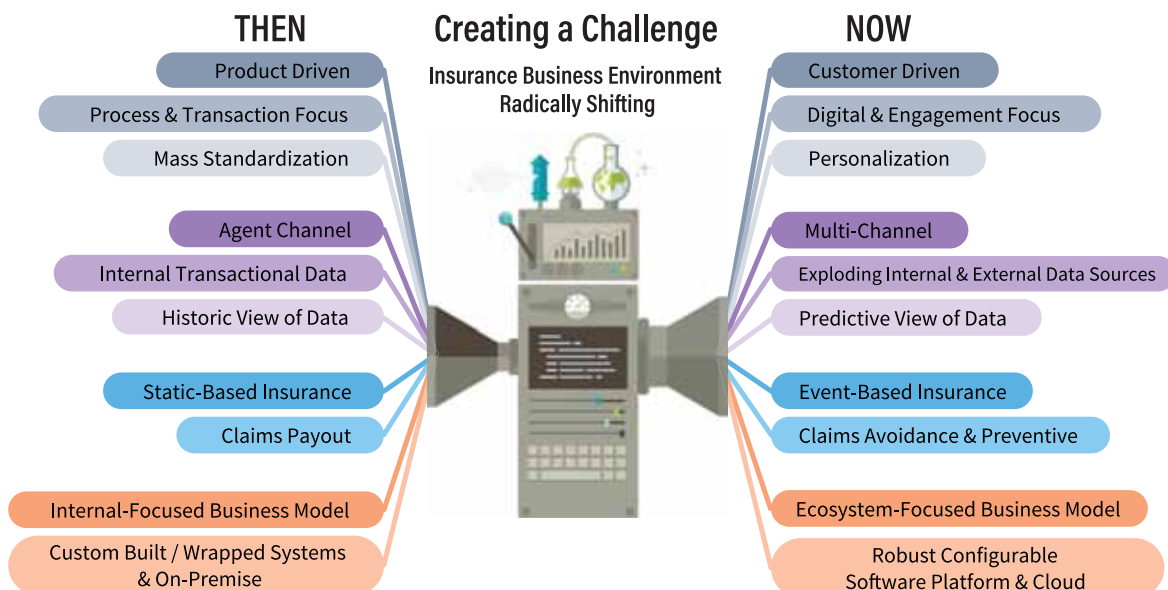 THEN
Creating a Challenge
NOW
Insurance Business Environment
Radically Shifting
Product Driven
Process & Transaction Focus
Mass Standardization
Agent Channel
Internal Transactional Data
Historic View of Data
Static-Based Insurance
Claims Payout
Internal-Focused Business Model
Custom Built / Wrapped Systems
& On-Premise
Customer Driven
Digital & Engagement Focus
Personalization
Multi-Channel
Exploding Internal & External Data Sources
Predictive View of Data
Event-Based Insurance
Claims Avoidance & Preventive
Ecosystem-Focused Business Model
Robust Configurable
Software Platform & Cloud